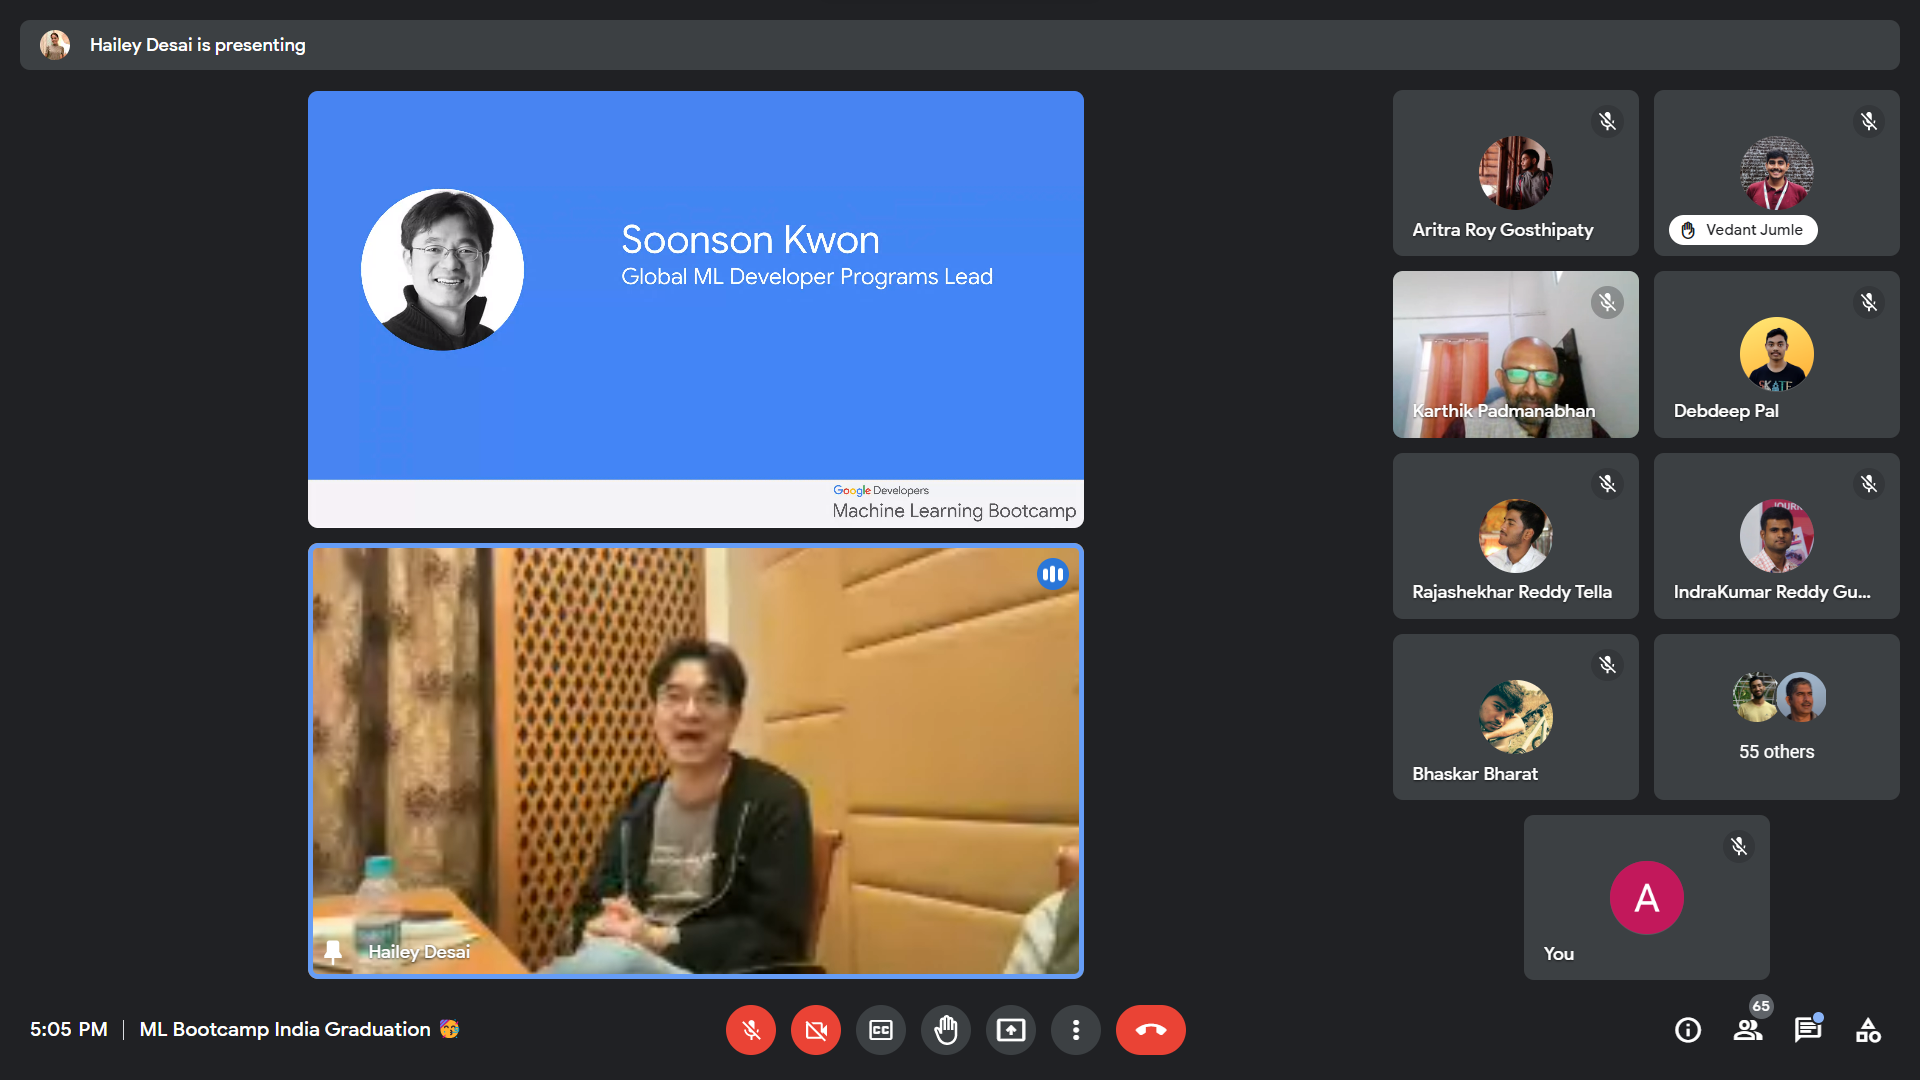 Hailey Desai is presenting
Soonson Kwon
Global ML Developer Programs Lead
Google Developers
Machine Learning Bootcamp
Hailey Desai
Aritra Roy Gosthipaty
Vedant Jumle
Karthik Padmanabhan
SKATE
Debdeep Pal
Rajashekhar Reddy Tella
IndraKumar Reddy Gu...
Bhaskar Bharat
55 others
A
You
5:05 PM | ML Bootcamp India Graduation 🥳
CC
65